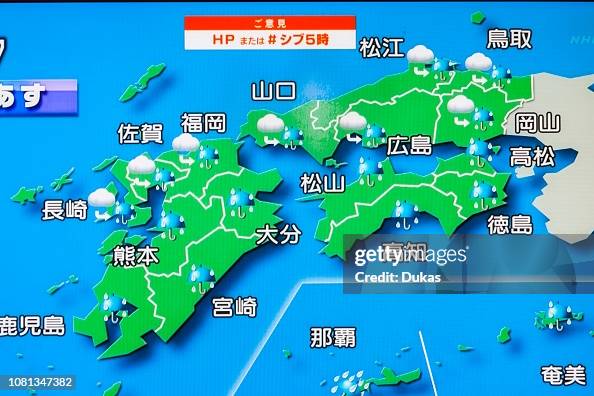 ご意見
HP または #シブ5時
NHK
あす
松江
鳥取
山口
岡山
福岡
佐賀
広島
高松
松山
長崎
徳島
大分
高知
熊本
宮崎
鹿児島
那覇
奄美
gettyimages
Dukas
1081347382